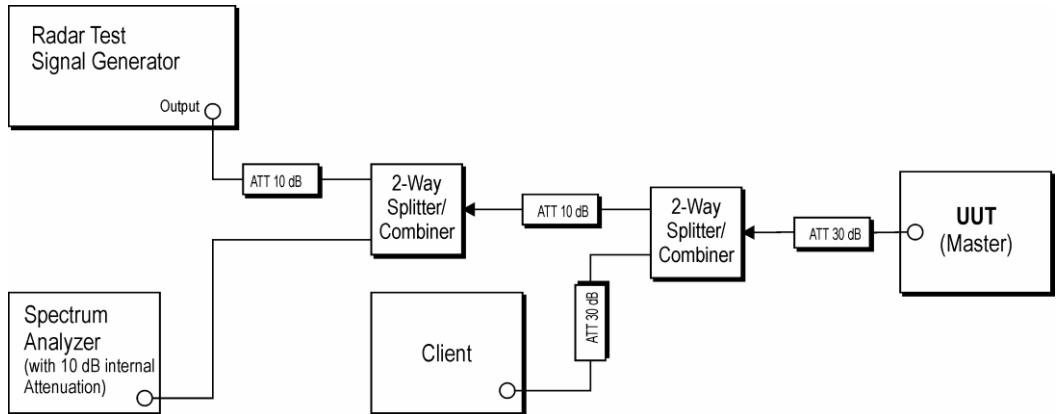 Radar Test
Signal Generator
Output
ATT 10 dB
2-Way
Splitter/
Combiner
ATT 10 dB
2-Way
Splitter/
Combiner
ATT 30 dB
UUT
(Master)
Spectrum
Analyzer
(with 10 dB internal
Attenuation)
Client
ATT 30 dB